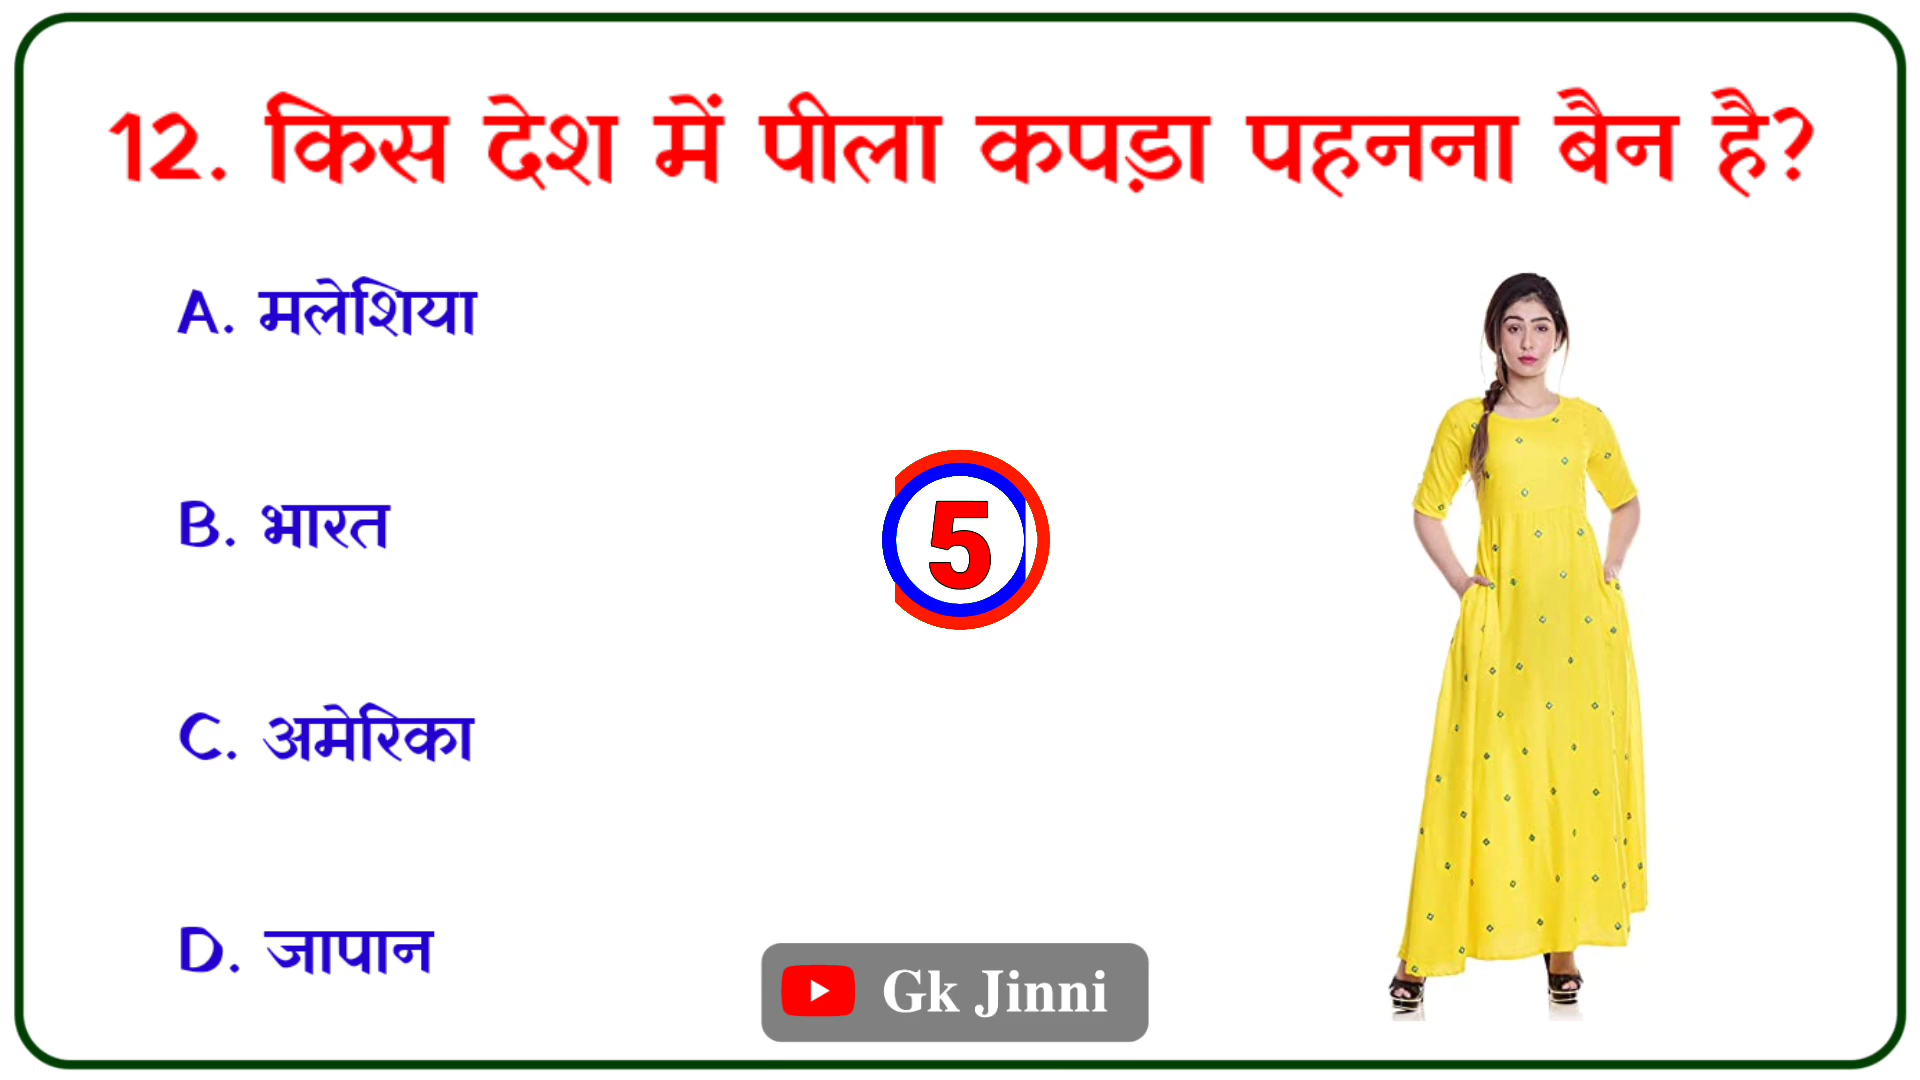 12. किस देश में पीला कपड़ा पहनना बैन है?
A. मलेशिया
B. भारत
5
C. अमेरिका
D. जापान
Gk Jinni